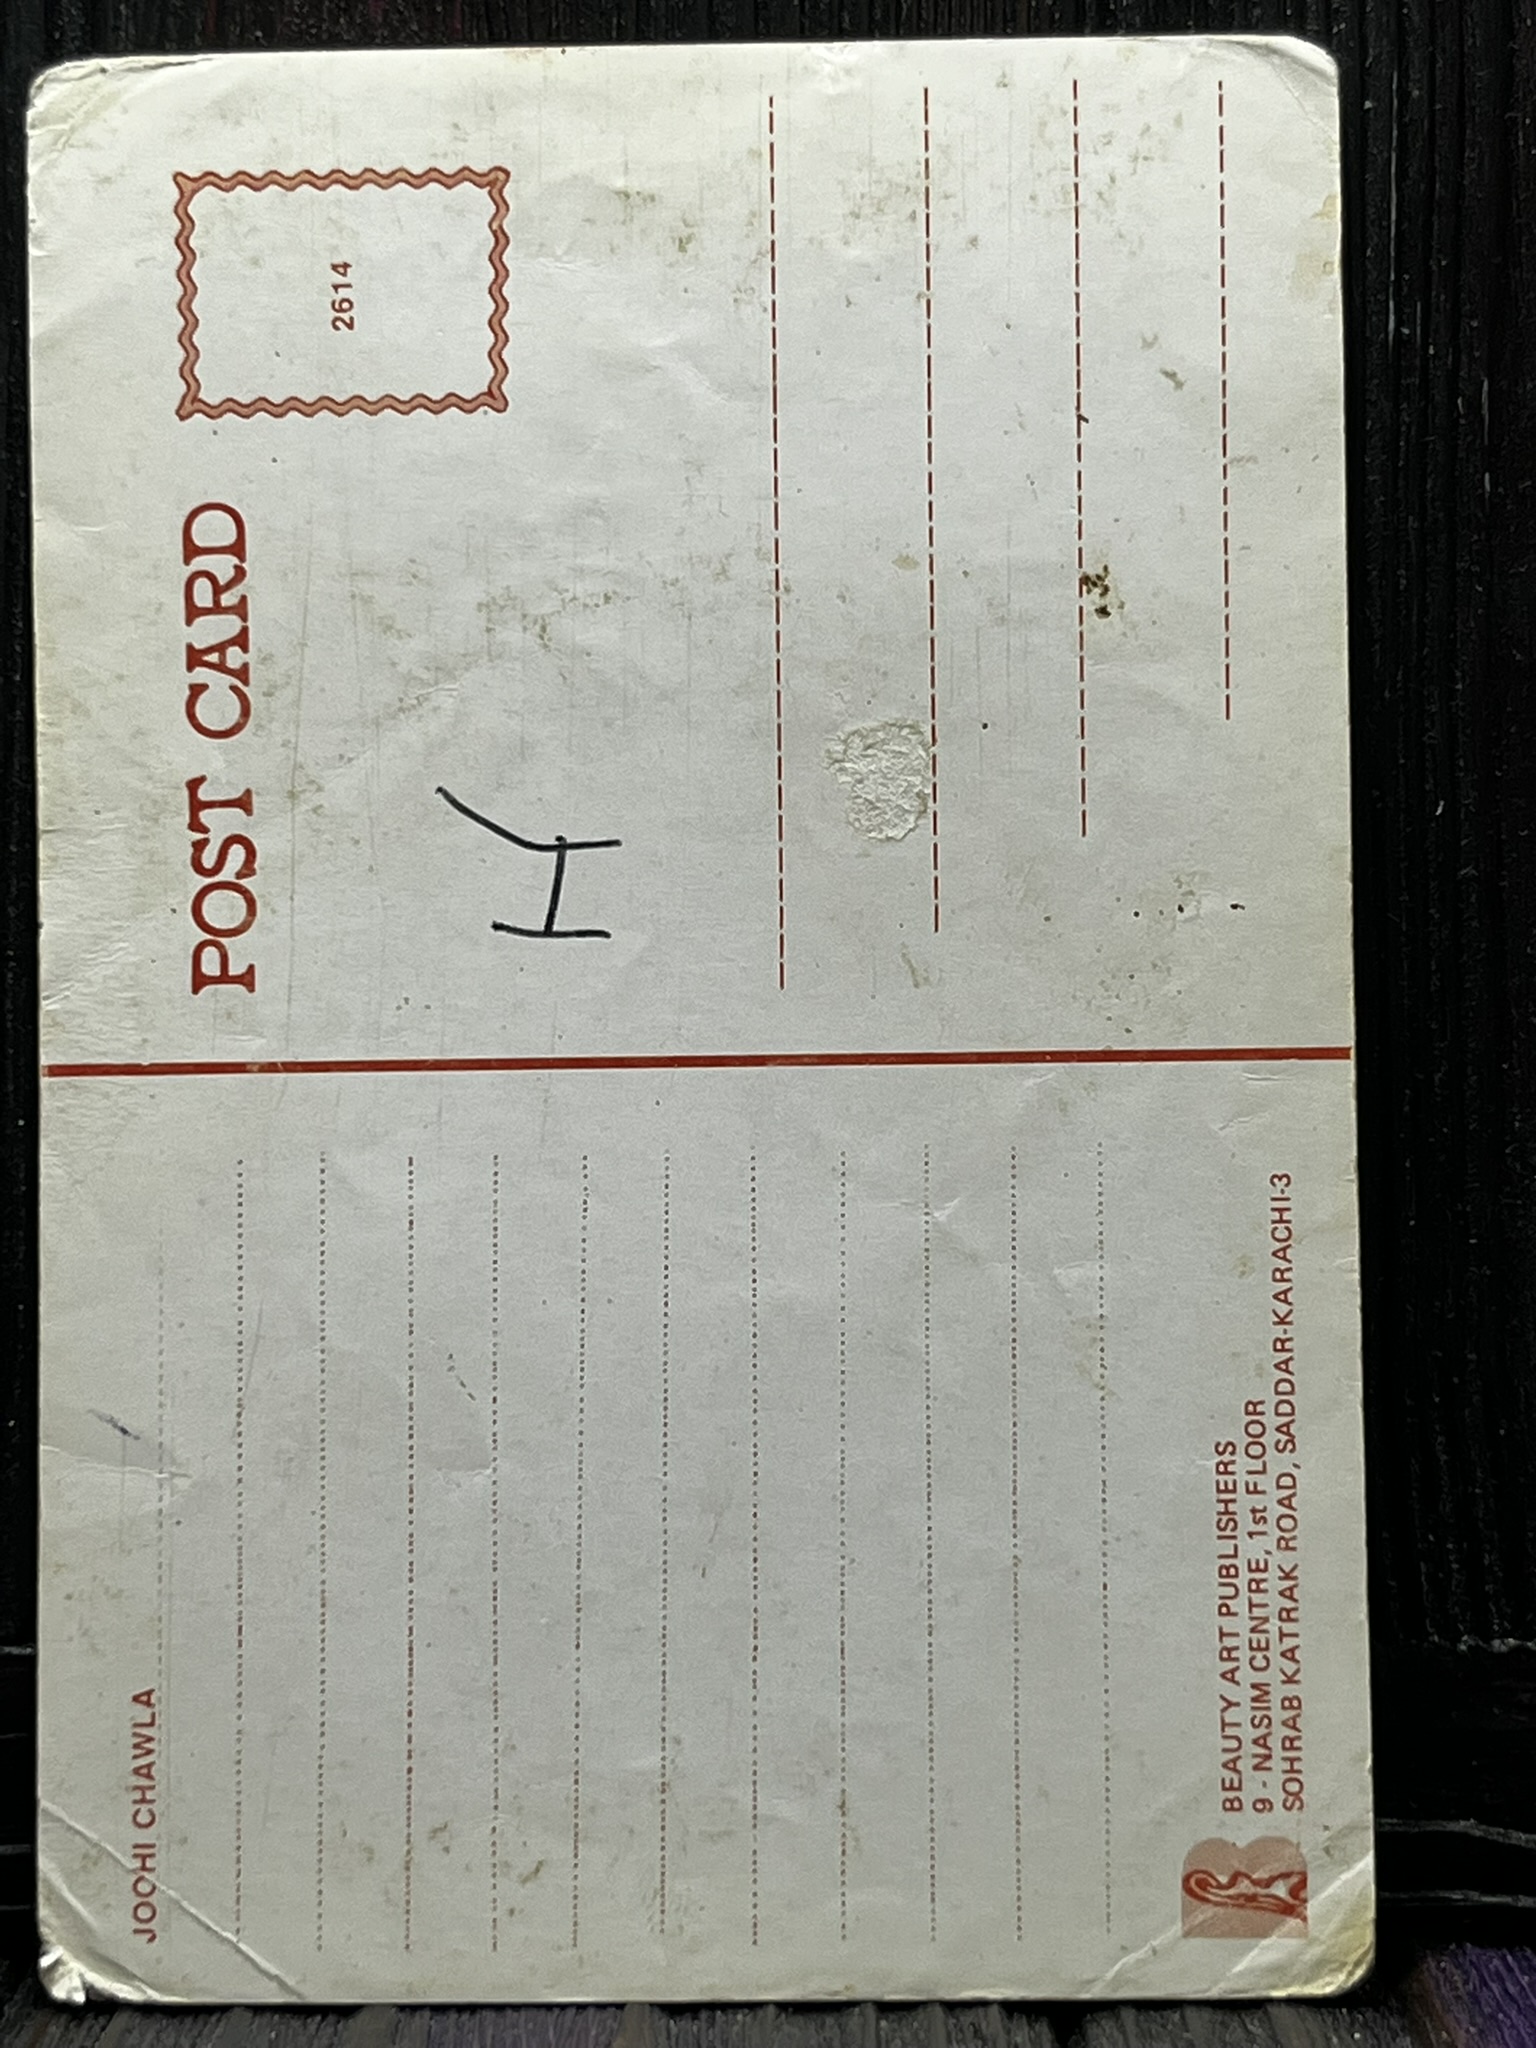 JOOHI CHAWLA
POST CARD
2614
H
BEAUTY ART PUBLISHERS
9 - NASIM CENTRE, 1st FLOOR
SOHRAB KATRAK ROAD, SADDAR-KARACHI-3